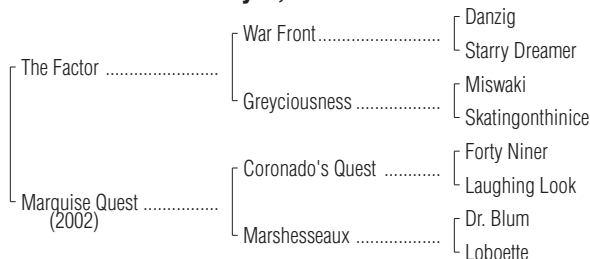 Danzig
War Front
Starry Dreamer
The Factor
Miswaki
Greyciousness
Skatingonthinice
Forty Niner
Coronado's Quest
Laughing Look
Marquise Quest
(2002)
Dr. Blum
Marshesseaux
Loboette